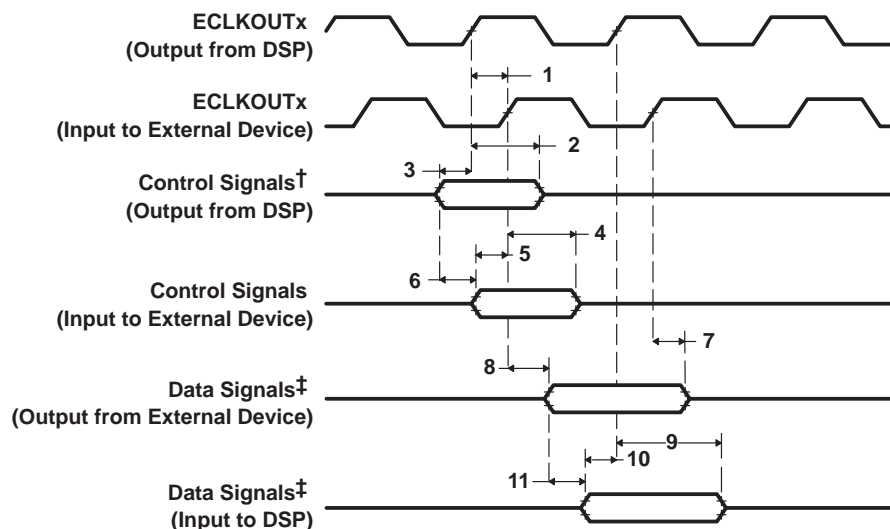 ECLKOUTx
(Output from DSP)
1
ECLKOUTx
(Input to External Device)
2
3
Control Signals†
(Output from DSP)
4
5
6
Control Signals
(Input to External Device)
7
8
Data Signals‡
(Output from External Device)
9
10
11
Data Signals‡
(Input to DSP)